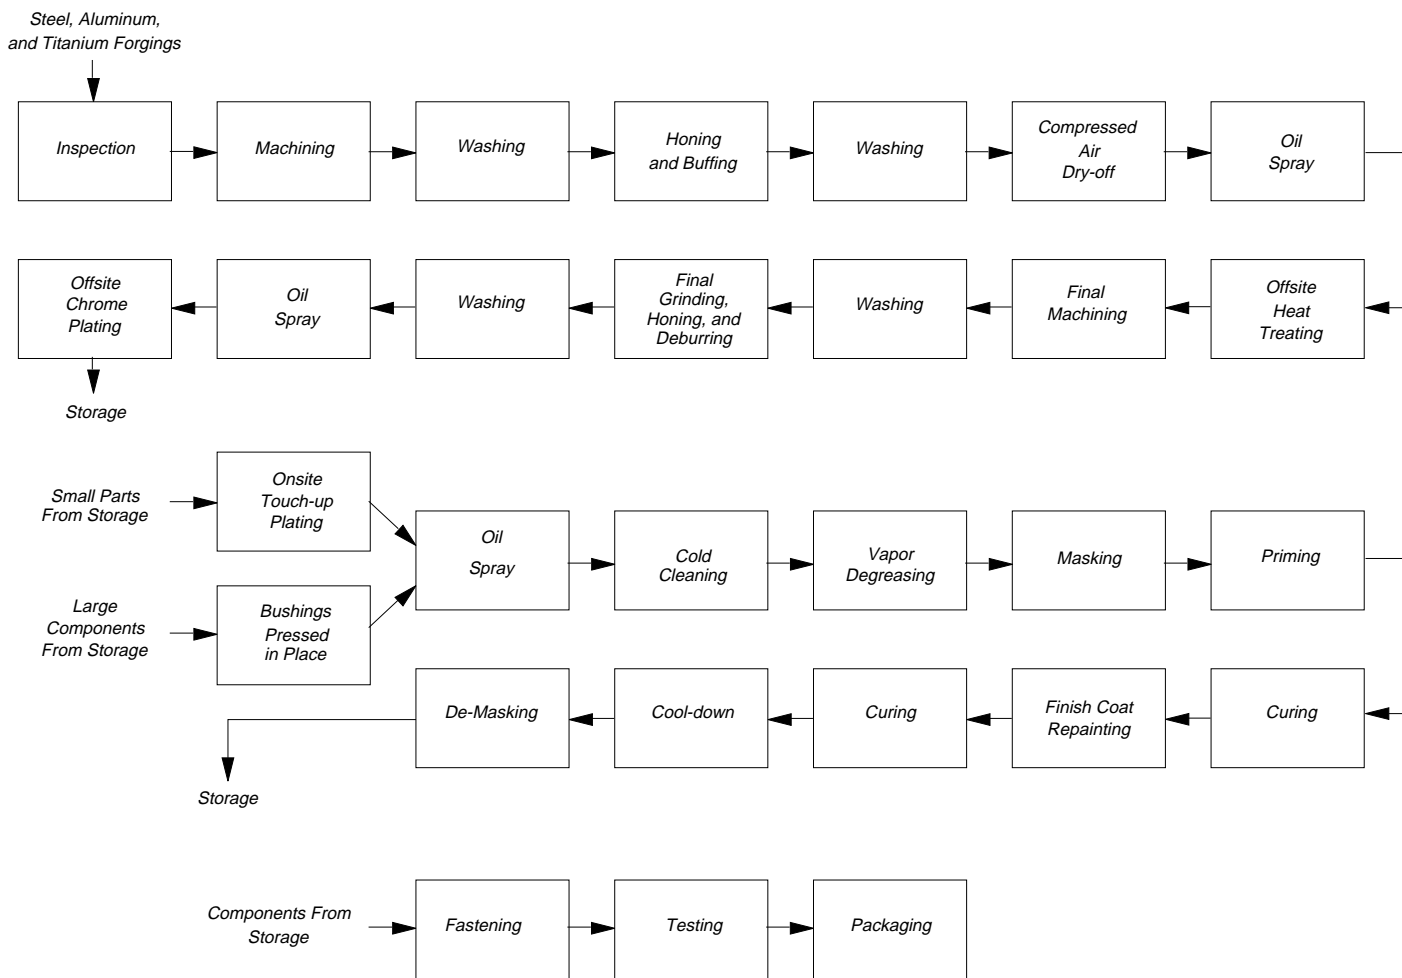 Steel, Aluminum,
and Titanium Forgings
Inspection
Machining
Washing
Honing
and Buffing
Washing
Compressed
Air
Dry-off
Oil
Spray
Offsite
Chrome
Plating
Oil
Spray
Washing
Final
Grinding,
Honing, and
Deburring
Washing
Final
Machining
Offsite
Heat
Treating
Storage
Small Parts
From Storage
Onsite
Touch-up
Plating
Oil
Spray
Cold
Cleaning
Vapor
Degreasing
Masking
Priming
Large
Components
From Storage
Bushings
Pressed
in Place
De-Masking
Cool-down
Curing
Finish Coat
Repainting
Curing
Storage
Components From
Storage
Fastening
Testing
Packaging